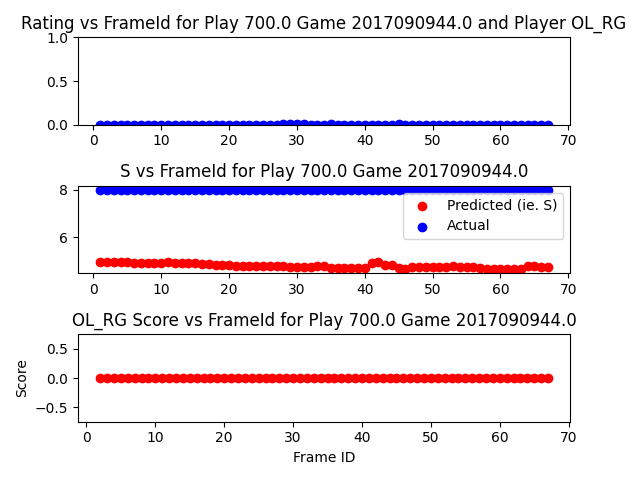 Rating vs FrameId for Play 700.0 Game 2017090944.0 and Player OL_RG
1.0
0.5
0.0
0 10 20 30 40 50 60 70
S vs FrameId for Play 700.0 Game 2017090944.0
8
6
Predicted (ie. S)
Actual
0 10 20 30 40 50 60 70
OL_RG Score vs FrameId for Play 700.0 Game 2017090944.0
Score
0.5
0.0
−0.5
0 10 20 30 40 50 60 70
Frame ID